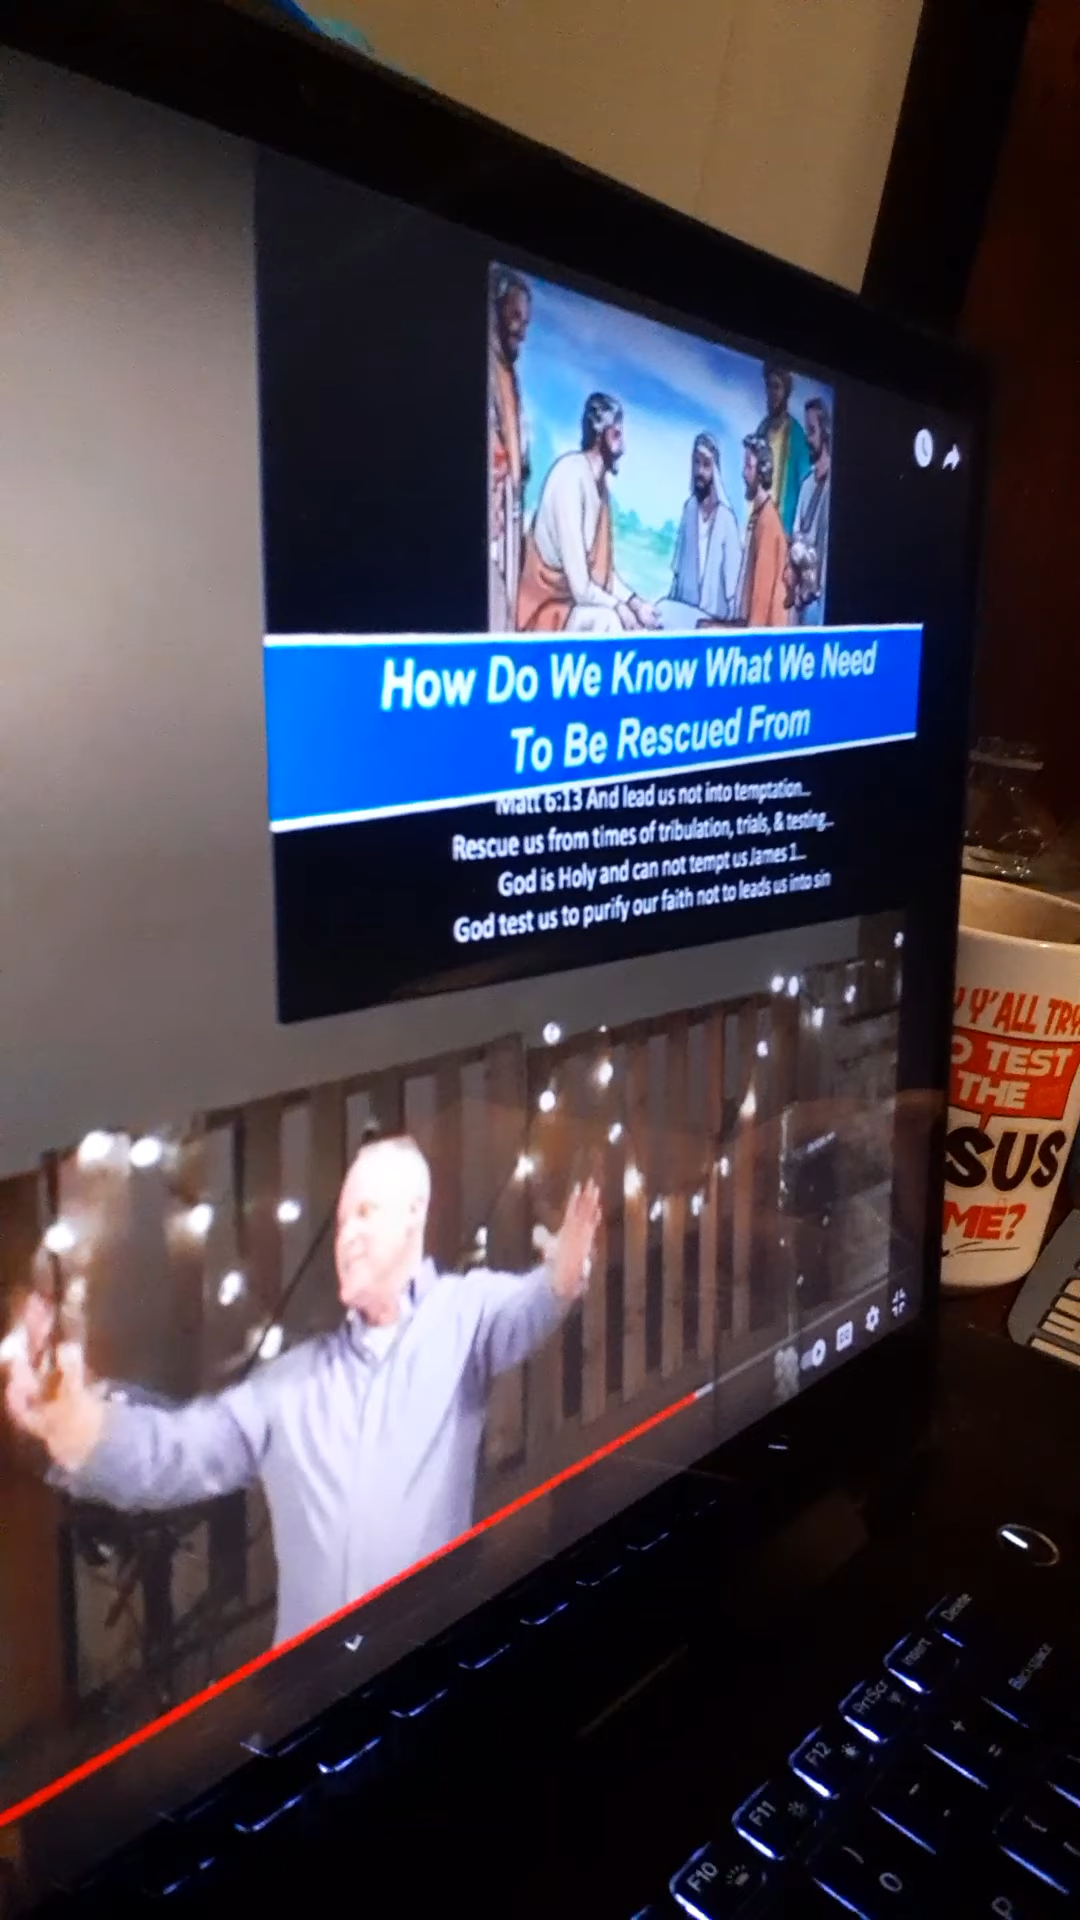 How Do We Know What We Need
To Be Rescued From
Matt 6:13 And lead us not into temptation...
Rescue us from times of tribulation, trials, & testing...
God is Holy and can not tempt us James 1...
God test us to purify our faith not to leads us into sin
Y'ALL TRY
TEST
THE
SUS
ME?
Delete
Insert
PrtScr
F12
F11
F10
Backspace
+
=
-
)
0
P